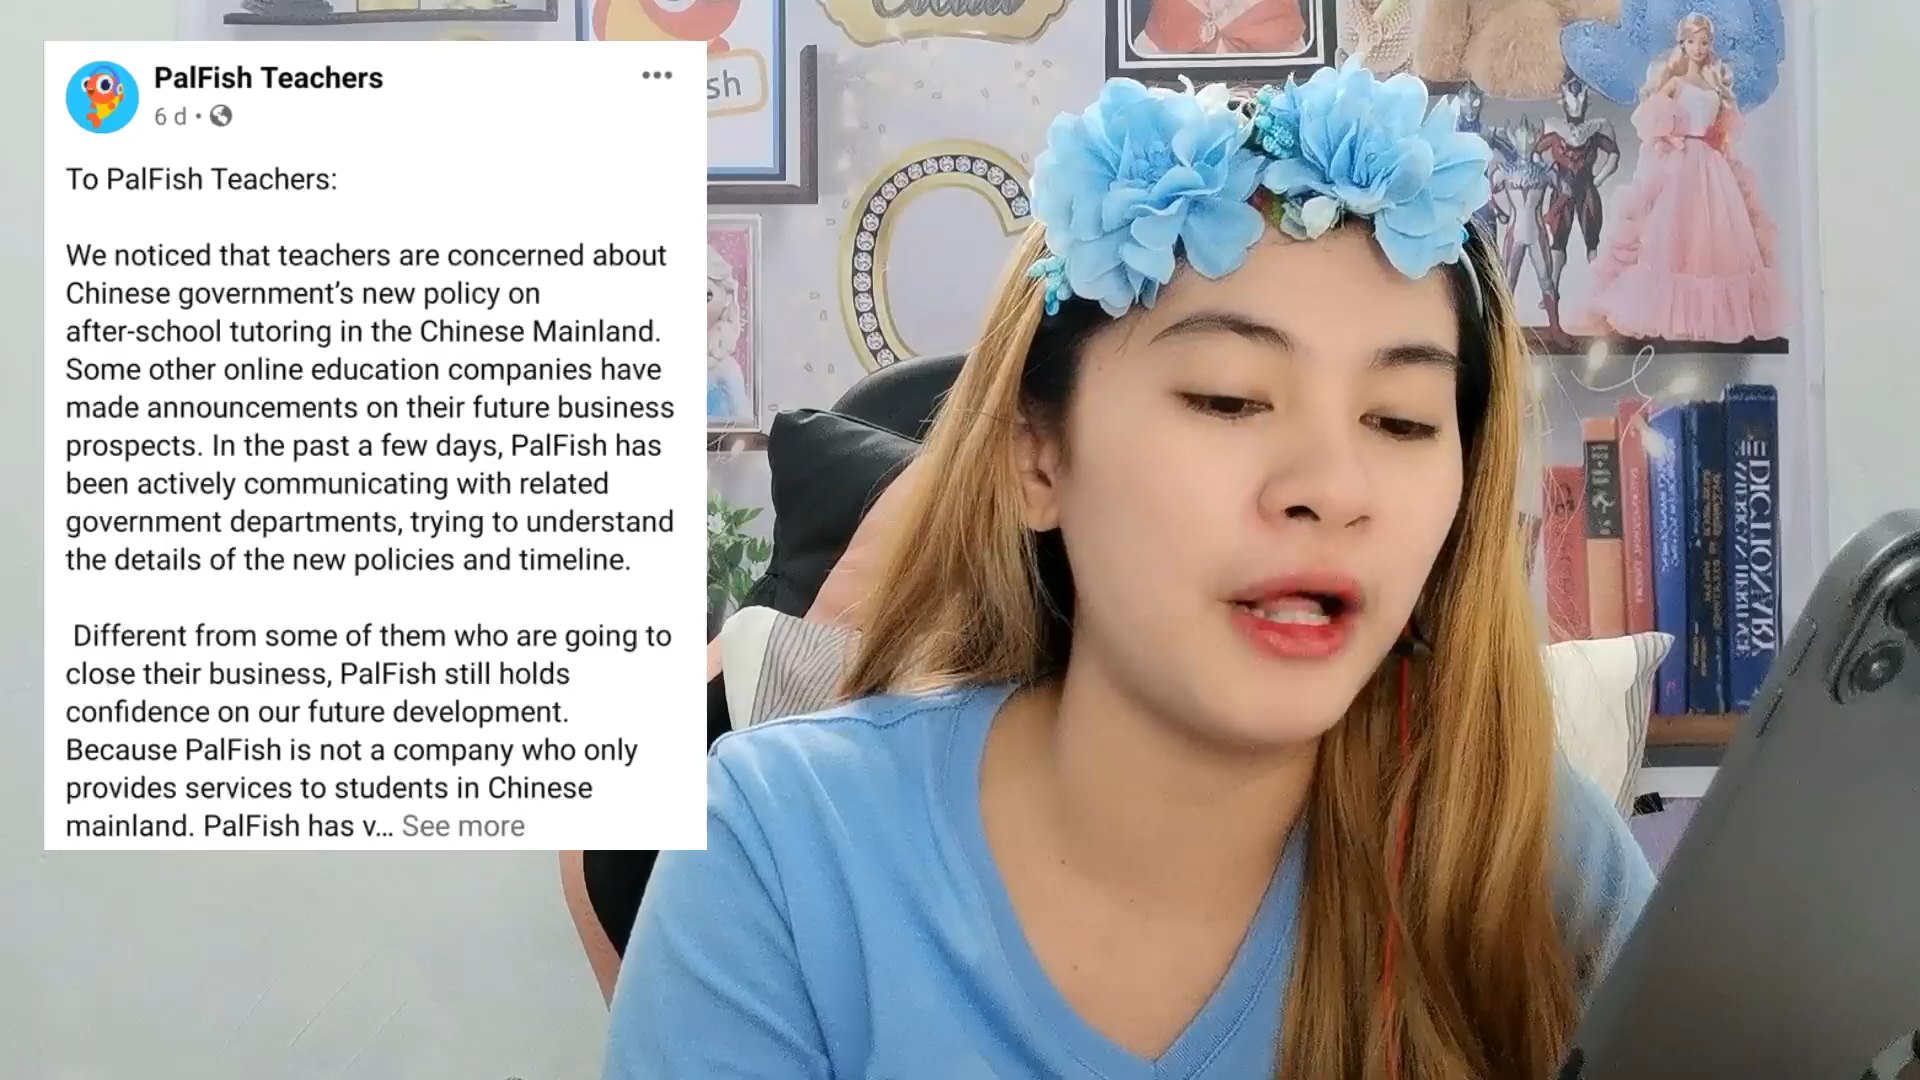 PalFish Teachers
6 d
To PalFish Teachers:
We noticed that teachers are concerned about
Chinese government’s new policy on
after-school tutoring in the Chinese Mainland.
Some other online education companies have
made announcements on their future business
prospects. In the past a few days, PalFish has
been actively communicating with related
government departments, trying to understand
the details of the new policies and timeline.
Different from some of them who are going to
close their business, PalFish still holds
confidence on our future development.
Because PalFish is not a company who only
provides services to students in Chinese
mainland. PalFish has v... See more
sh
C